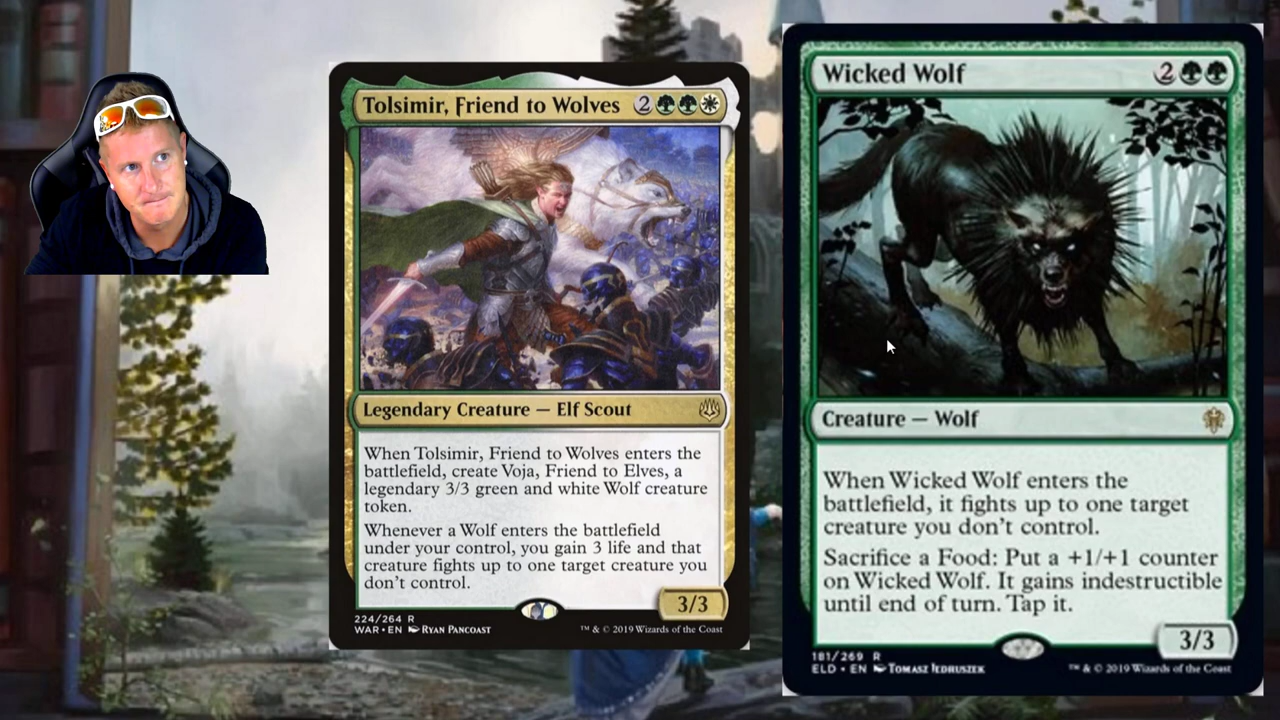 Tolsimir, Friend to Wolves 2
Legendary Creature — Elf Scout
When Tolsimir, Friend to Wolves enters the
battlefield, create Voja, Friend to Elves, a
legendary 3/3 green and white Wolf creature
token.
Whenever a Wolf enters the battlefield
under your control, you gain 3 life and that
creature fights up to one target creature you
don't control.
3/3
224/264 R
WAR • EN RYAN PANCOAST
™ & © 2019 Wizards of the Coast
Wicked Wolf 2
Creature — Wolf
When Wicked Wolf enters the
battlefield, it fights up to one target
creature you don't control.
Sacrifice a Food: Put a +1/+1 counter
on Wicked Wolf. It gains indestructible
until end of turn. Tap it.
3/3
181/269 R
ELD • EN TOMASZ JEDRUSZEK
™ & © 2019 Wizards of the Coast